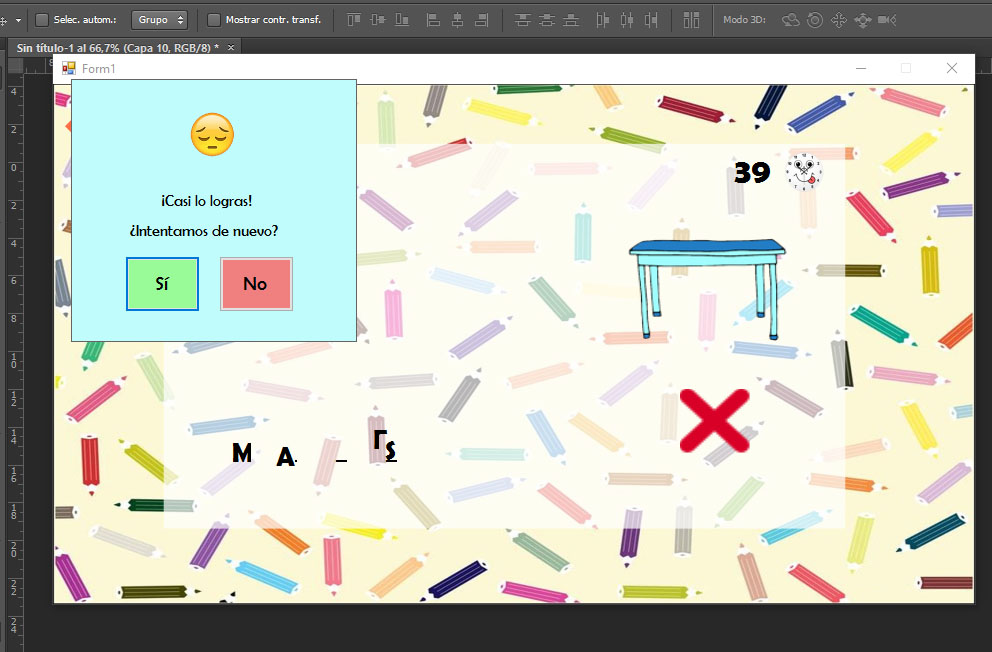 Selec. autom.: Grupo Mostrar contr. transf. Modo 3D:
Sin título-1 al 66,7% (Capa 10, RGB/8) * ×
Form1
39
¡Casi lo logras!
¿Intentamos de nuevo?
Sí No
M A _ S